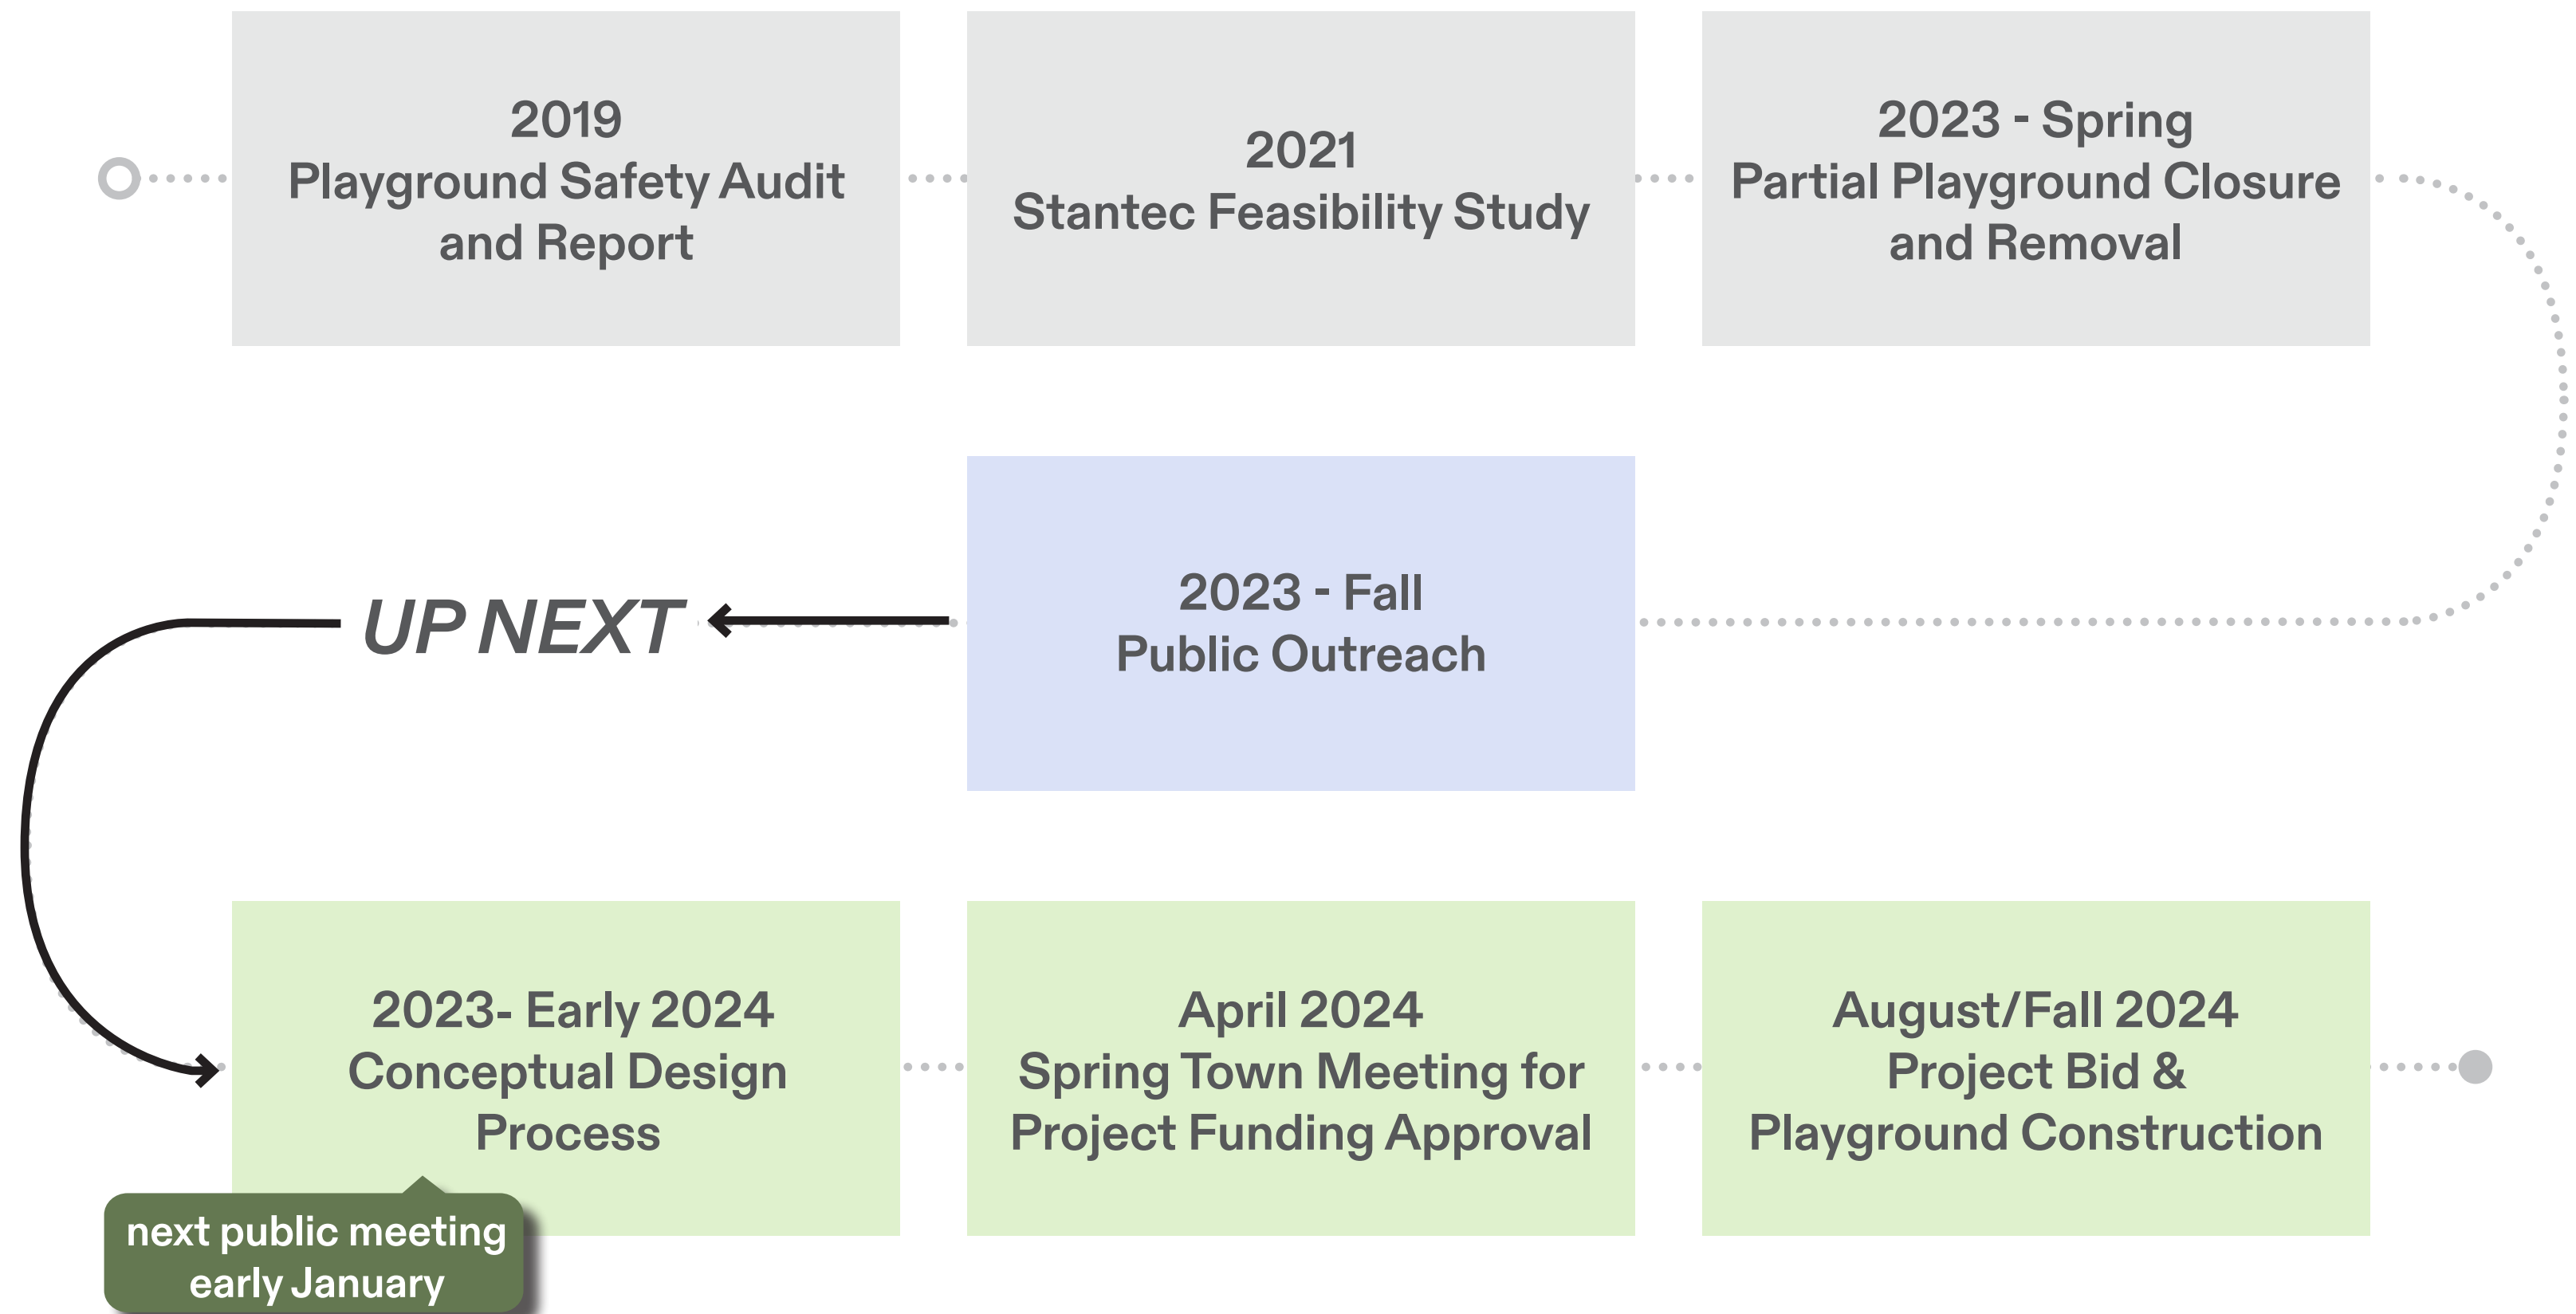 2019
Playground Safety Audit
and Report
2021
Stantec Feasibility Study
2023 - Spring
Partial Playground Closure
and Removal
UP NEXT
2023 - Fall
Public Outreach
2023- Early 2024
Conceptual Design
Process
next public meeting
early January
April 2024
Spring Town Meeting for
Project Funding Approval
August/Fall 2024
Project Bid &
Playground Construction